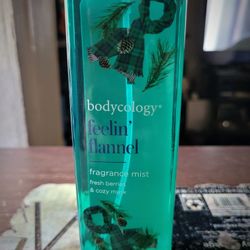 bodycology®
feelin'
flannel
fragrance mist
fresh berries
& cozy musk